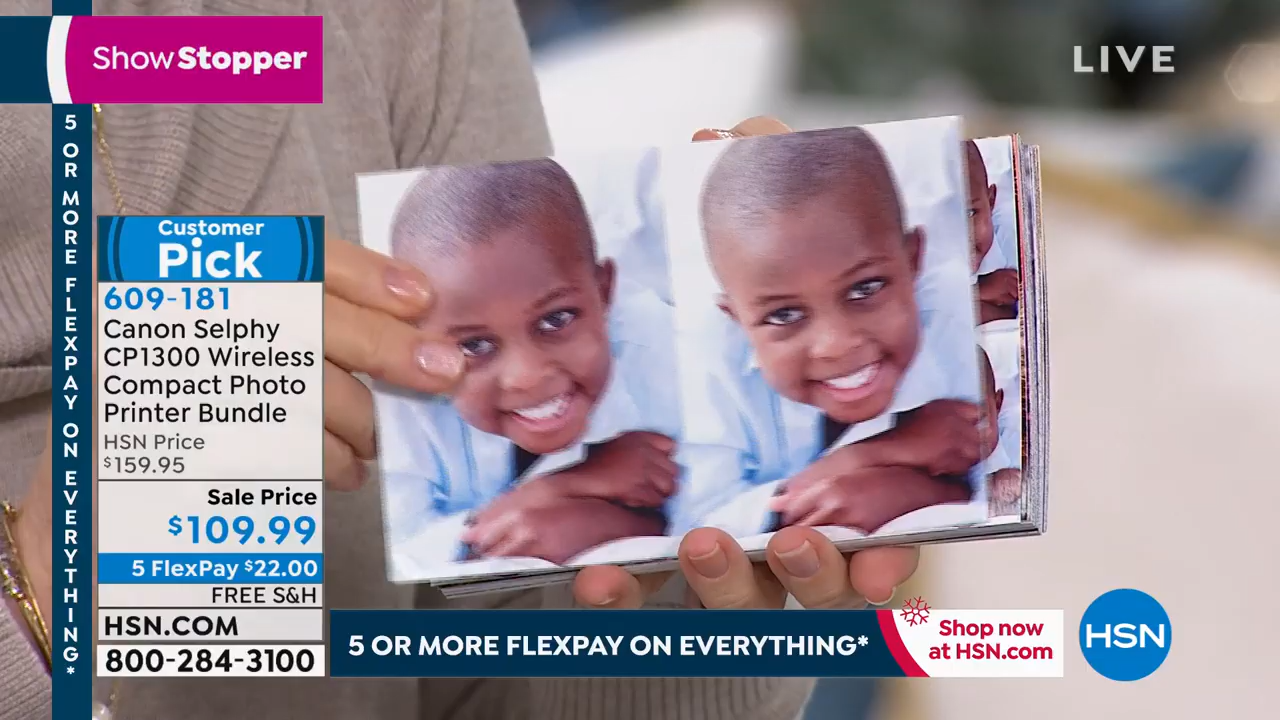 ShowStopper
LIVE
5 OR MORE FLEXPAY ON EVERYTHING*
Customer
Pick
609-181
Canon Selphy
CP1300 Wireless
Compact Photo
Printer Bundle
HSN Price
$159.95
Sale Price
$109.99
5 FlexPay $22.00
FREE S&H
HSN.COM
800-284-3100
5 OR MORE FLEXPAY ON EVERYTHING*
Shop now
at HSN.com
HSN